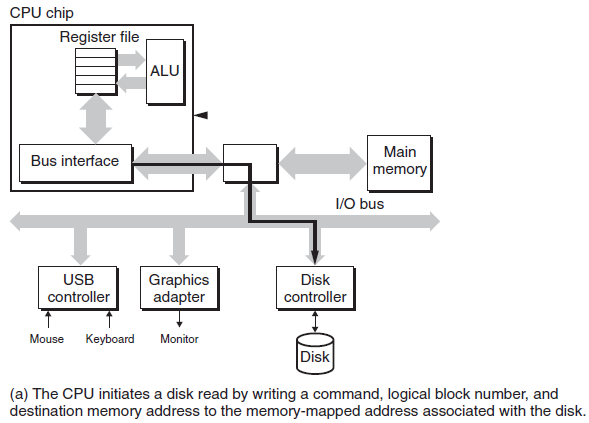 CPU chip
Register file
ALU
Bus interface
Main
memory
I/O bus
USB
controller
Graphics
adapter
Disk
controller
Mouse
Keyboard
Monitor
Disk
(a) The CPU initiates a disk read by writing a command, logical block number, and
destination memory address to the memory-mapped address associated with the disk.